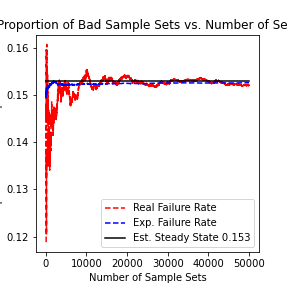 Proportion of Bad Sample Sets vs. Number of Se
0.16
0.15
0.14
0.13
0.12
Real Failure Rate
Exp. Failure Rate
Est. Steady State 0.153
0 10000 20000 30000 40000 50000
Number of Sample Sets